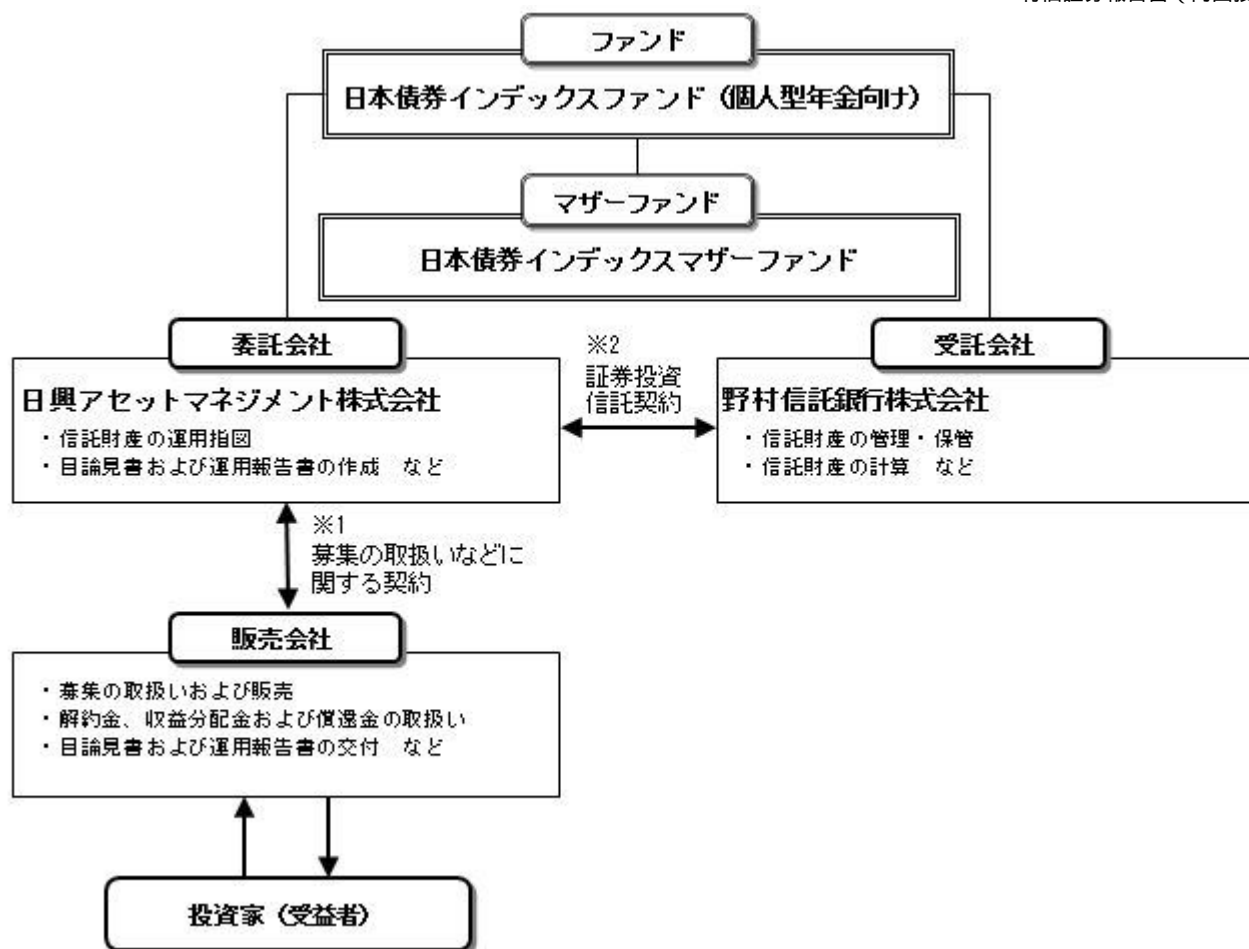 ファンド
日本債券インデックスファンド（個人型年金向け）
マザーファンド
日本債券インデックスマザーファンド
委託会社
日興アセットマネジメント株式会社
・信託財産の運用指図
・目論見書および運用報告書の作成　など
※2
証券投資
信託契約
受託会社
野村信託銀行株式会社
・信託財産の管理・保管
・信託財産の計算　など
※1
募集の取扱いなどに
関する契約
販売会社
・募集の取扱いおよび販売
・解約金、収益分配金および償還金の取扱い
・目論見書および運用報告書の交付　など
投資家（受益者）